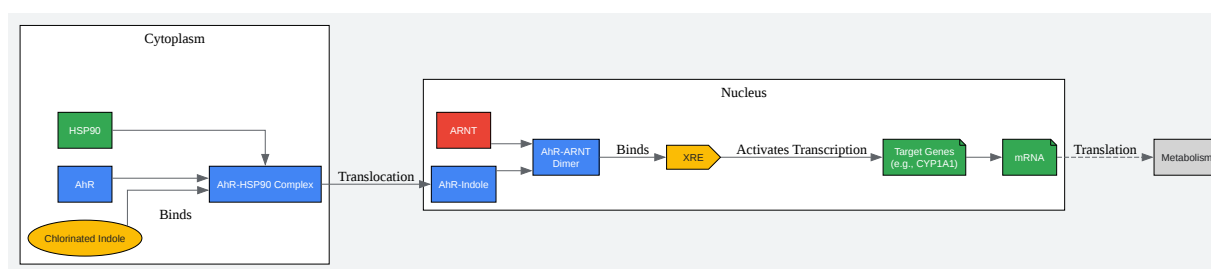 Cytoplasm
HSP90
AhR
AhR-HSP90 Complex
Binds
Chlorinated Indole
Translocation
Nucleus
ARNT
AhR-Indole
AhR-ARNT
Dimer
Binds
XRE
Activates Transcription
Target Genes
(e.g., CYP1A1)
mRNA
Translation
Metabolism